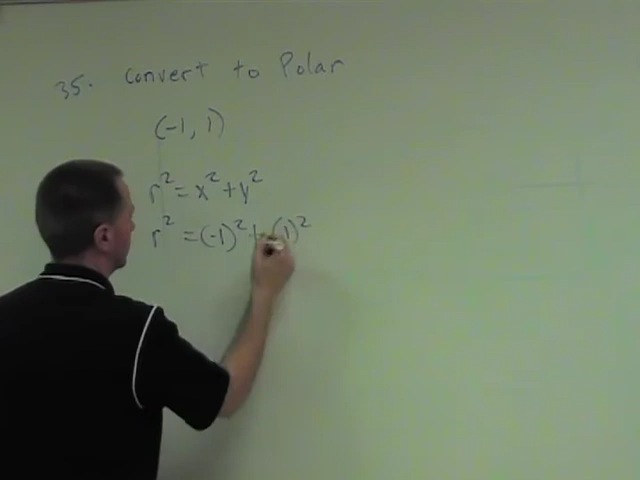 35. Convert to Polar
(-1, 1)
r² = x² + y²
r² = (-1)² + (1)²